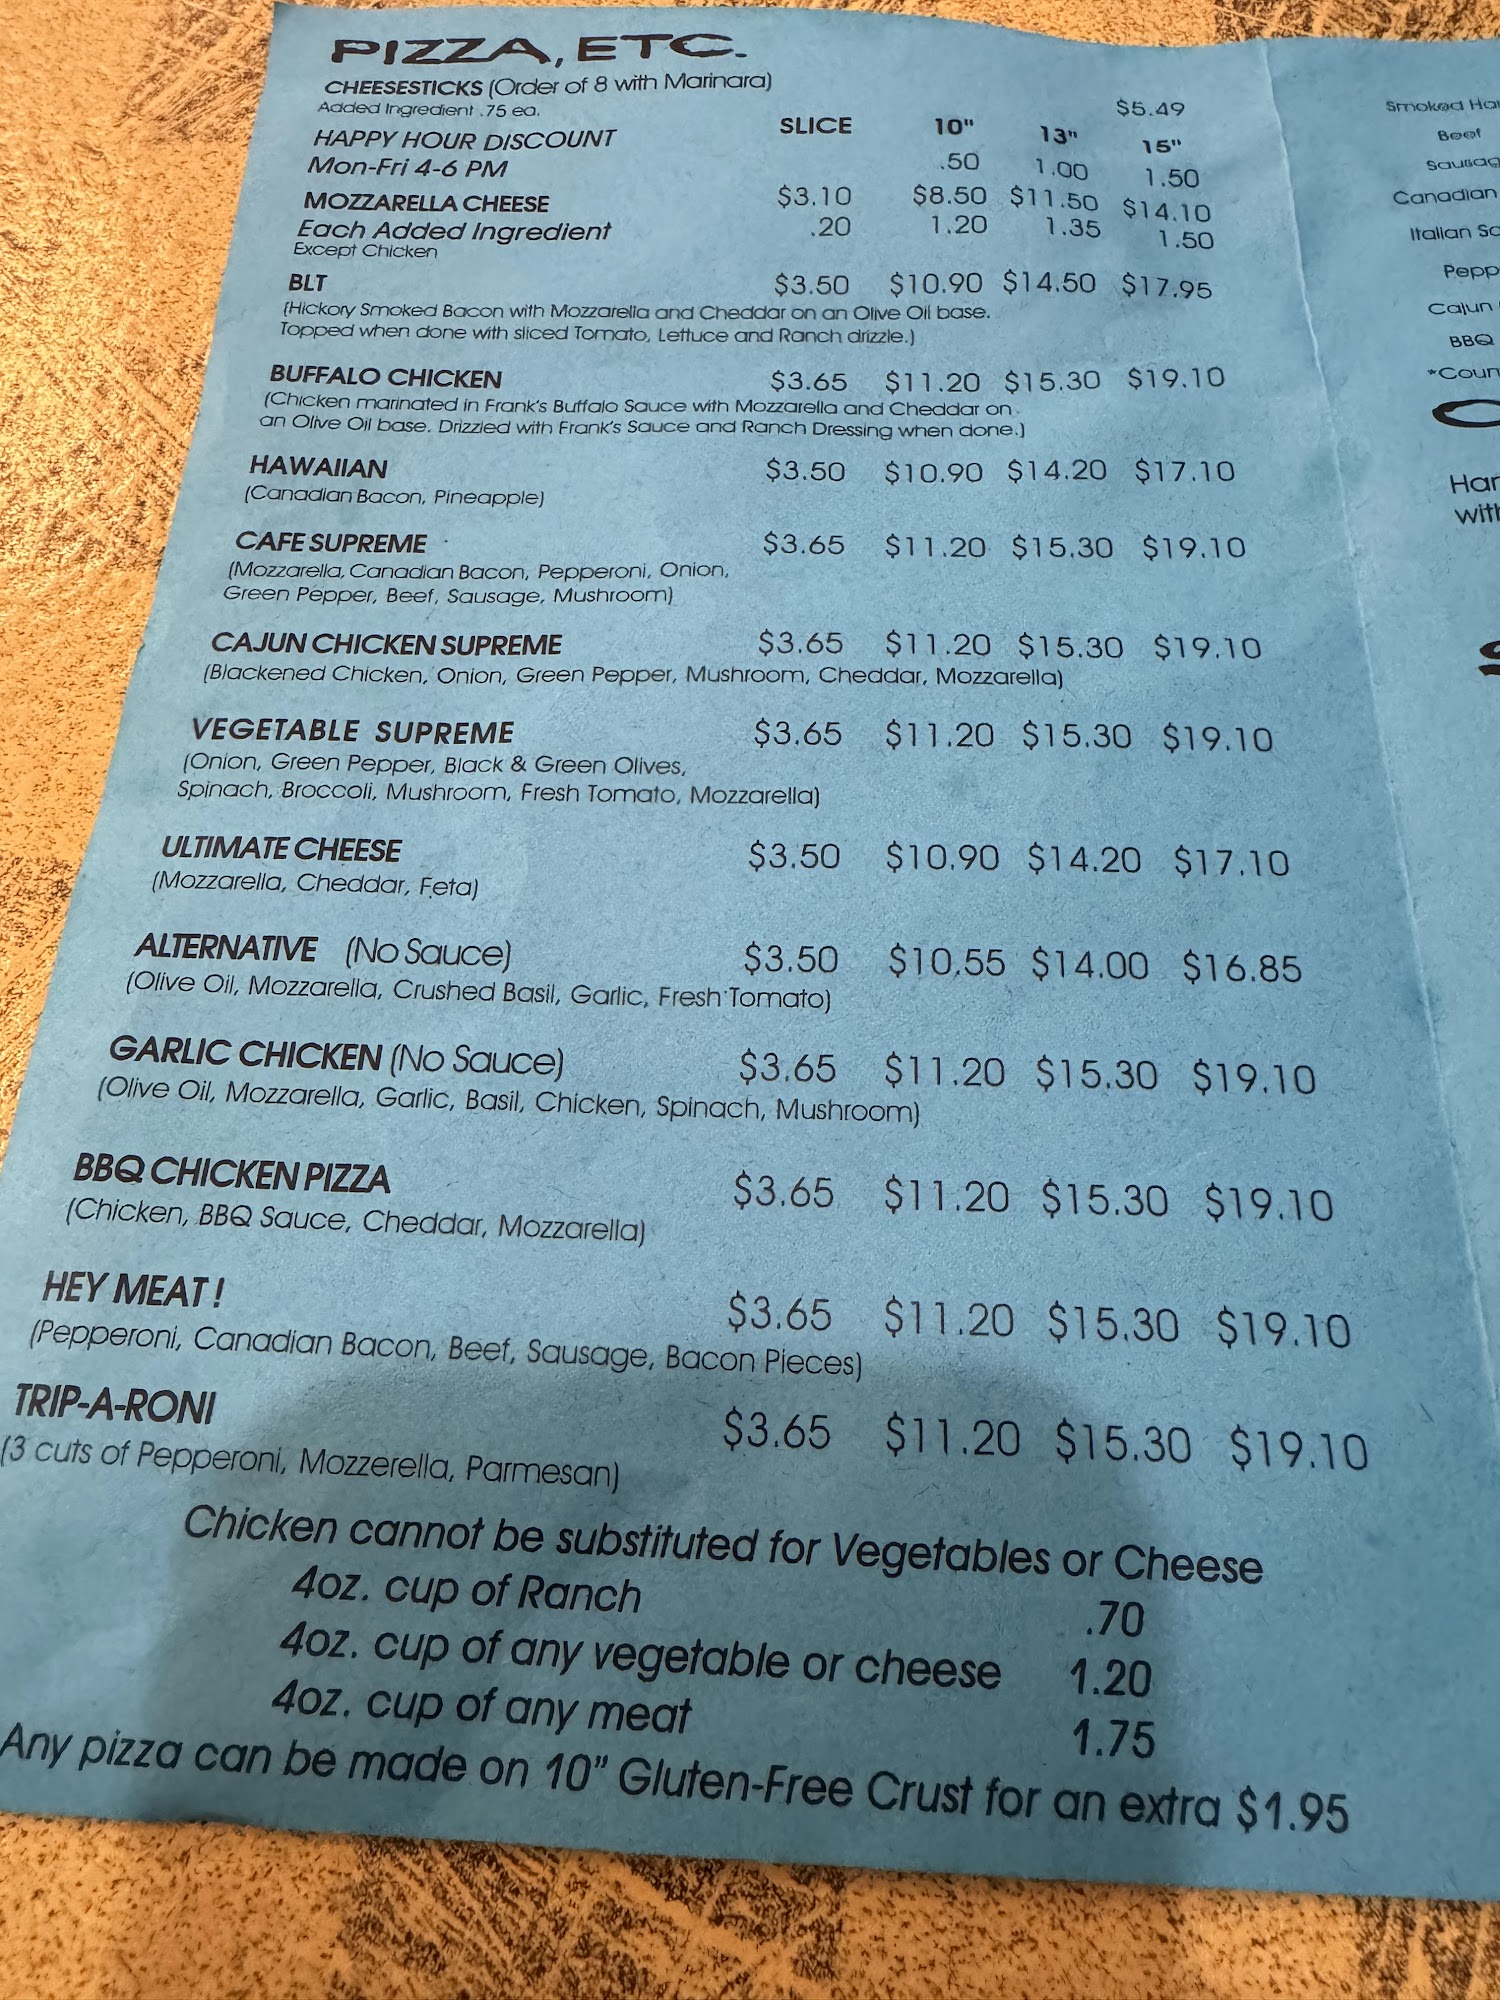 PIZZA, ETC.
CHEESESTICKS (Order of 8 with Marinara)
Added Ingredient .75 ea. $5.49
SLICE 10" 13" 15"
HAPPY HOUR DISCOUNT
Mon-Fri 4-6 PM .50 1.00 1.50
MOZZARELLA CHEESE $3.10 $8.50 $11.50 $14.10
Each Added Ingredient .20 1.20 1.35 1.50
Except Chicken
BLT $3.50 $10.90 $14.50 $17.95
(Hickory Smoked Bacon with Mozzarella and Cheddar on an Olive Oil base.
Topped when done with sliced Tomato, Lettuce and Ranch drizzle.)
BUFFALO CHICKEN $3.65 $11.20 $15.30 $19.10
(Chicken marinated in Frank's Buffalo Sauce with Mozzarella and Cheddar on
an Olive Oil base. Drizzled with Frank's Sauce and Ranch Dressing when done.)
HAWAIIAN $3.50 $10.90 $14.20 $17.10
(Canadian Bacon, Pineapple)
CAFE SUPREME $3.65 $11.20 $15.30 $19.10
(Mozzarella, Canadian Bacon, Pepperoni, Onion,
Green Pepper, Beef, Sausage, Mushroom)
CAJUN CHICKEN SUPREME $3.65 $11.20 $15.30 $19.10
(Blackened Chicken, Onion, Green Pepper, Mushroom, Cheddar, Mozzarella)
VEGETABLE SUPREME $3.65 $11.20 $15.30 $19.10
(Onion, Green Pepper, Black & Green Olives,
Spinach, Broccoli, Mushroom, Fresh Tomato, Mozzarella)
ULTIMATE CHEESE $3.50 $10.90 $14.20 $17.10
(Mozzarella, Cheddar, Feta)
ALTERNATIVE (No Sauce) $3.50 $10.55 $14.00 $16.85
(Olive Oil, Mozzarella, Crushed Basil, Garlic, Fresh Tomato)
GARLIC CHICKEN (No Sauce) $3.65 $11.20 $15.30 $19.10
(Olive Oil, Mozzarella, Garlic, Basil, Chicken, Spinach, Mushroom)
BBQ CHICKEN PIZZA $3.65 $11.20 $15.30 $19.10
(Chicken, BBQ Sauce, Cheddar, Mozzarella)
HEY MEAT! $3.65 $11.20 $15.30 $19.10
(Pepperoni, Canadian Bacon, Beef, Sausage, Bacon Pieces)
TRIP-A-RONI $3.65 $11.20 $15.30 $19.10
(3 cuts of Pepperoni, Mozzerella, Parmesan)
Chicken cannot be substituted for Vegetables or Cheese
4oz. cup of Ranch .70
4oz. cup of any vegetable or cheese 1.20
4oz. cup of any meat 1.75
Any pizza can be made on 10" Gluten-Free Crust for an extra $1.95
Smoked
Beef
Canadian
Italian
Cajun
BBQ